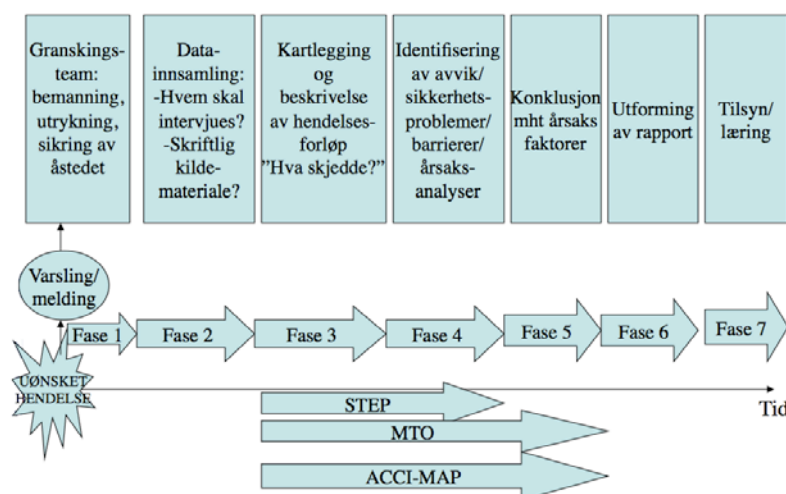 Granskings-
team:
bemanning,
utrykning,
sikring av
åstedet
Data-
innsamling:
-Hvem skal
intervjues?
-Skriftlig
kilde-
materiale?
Kartlegging
og
beskrivelse
av hendelses-
forløp
"Hva skjedde?"
Identifisering
av avvik/
sikkerhets-
problemer/
barrierer/
årsaks-
analyser
Konklusjon
mht årsaks
faktorer
Utforming
av rapport
Tilsyn/
læring
Varsling/
melding
Fase 1
Fase 2
Fase 3
Fase 4
Fase 5
Fase 6
Fase 7
UØNSKET
HENDELSE
Tid
STEP
MTO
ACCI-MAP